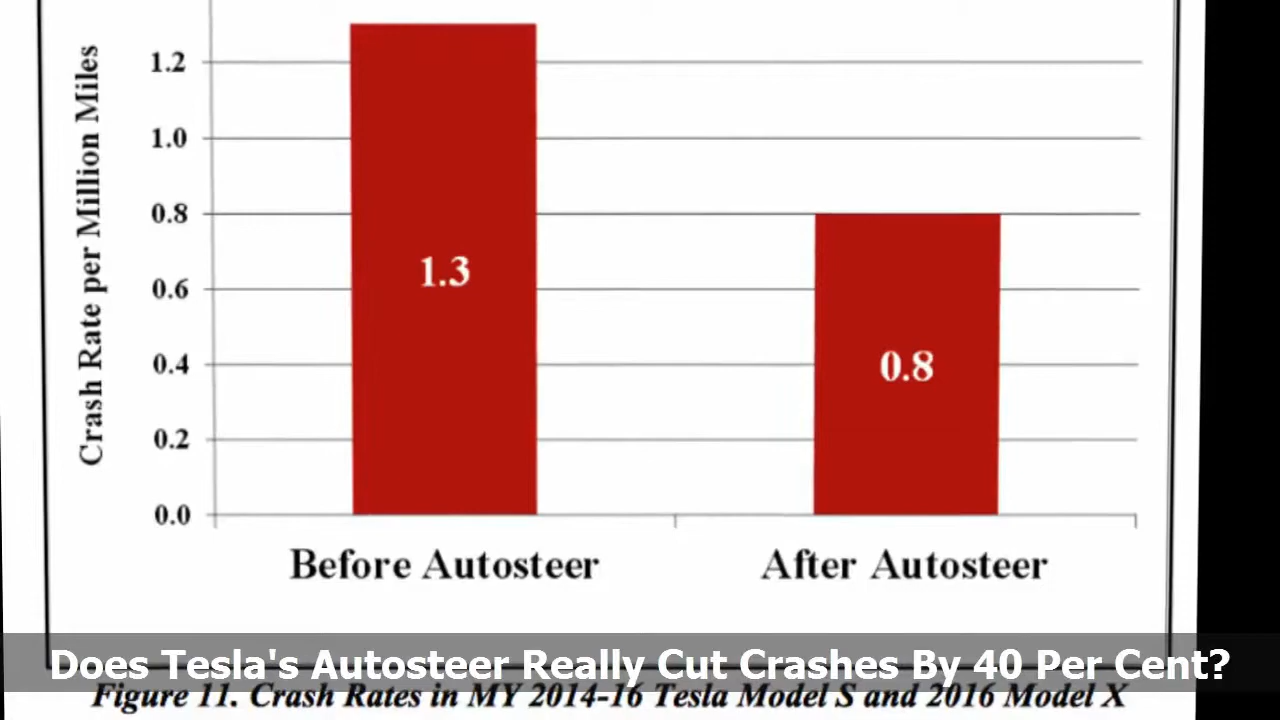 Crash Rate per Million Miles
1.2
1.0
0.8
0.6
0.4
0.2
0.0
1.3
0.8
Before Autosteer
After Autosteer
Does Tesla's Autosteer Really Cut Crashes By 40 Per Cent?
Figure 11. Crash Rates in MY 2014-16 Tesla Model S and 2016 Model X